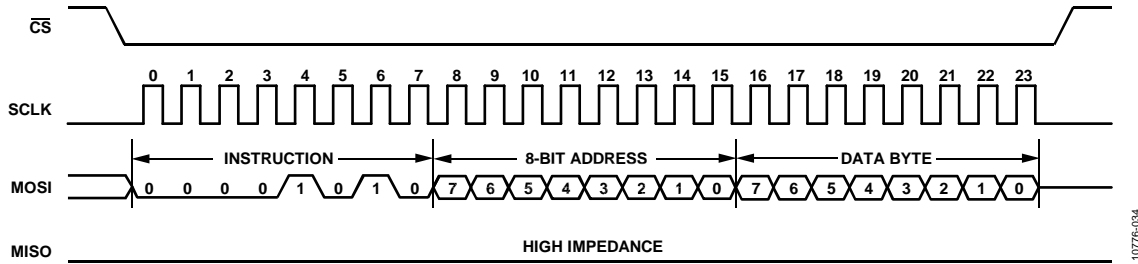 CS
0 1 2 3 4 5 6 7 8 9 10 11 12 13 14 15 16 17 18 19 20 21 22 23
SCLK
INSTRUCTION 8-BIT ADDRESS DATA BYTE
MOSI 0 0 0 0 1 0 1 0 7 6 5 4 3 2 1 0 7 6 5 4 3 2 1 0
MISO HIGH IMPEDANCE
10776-034